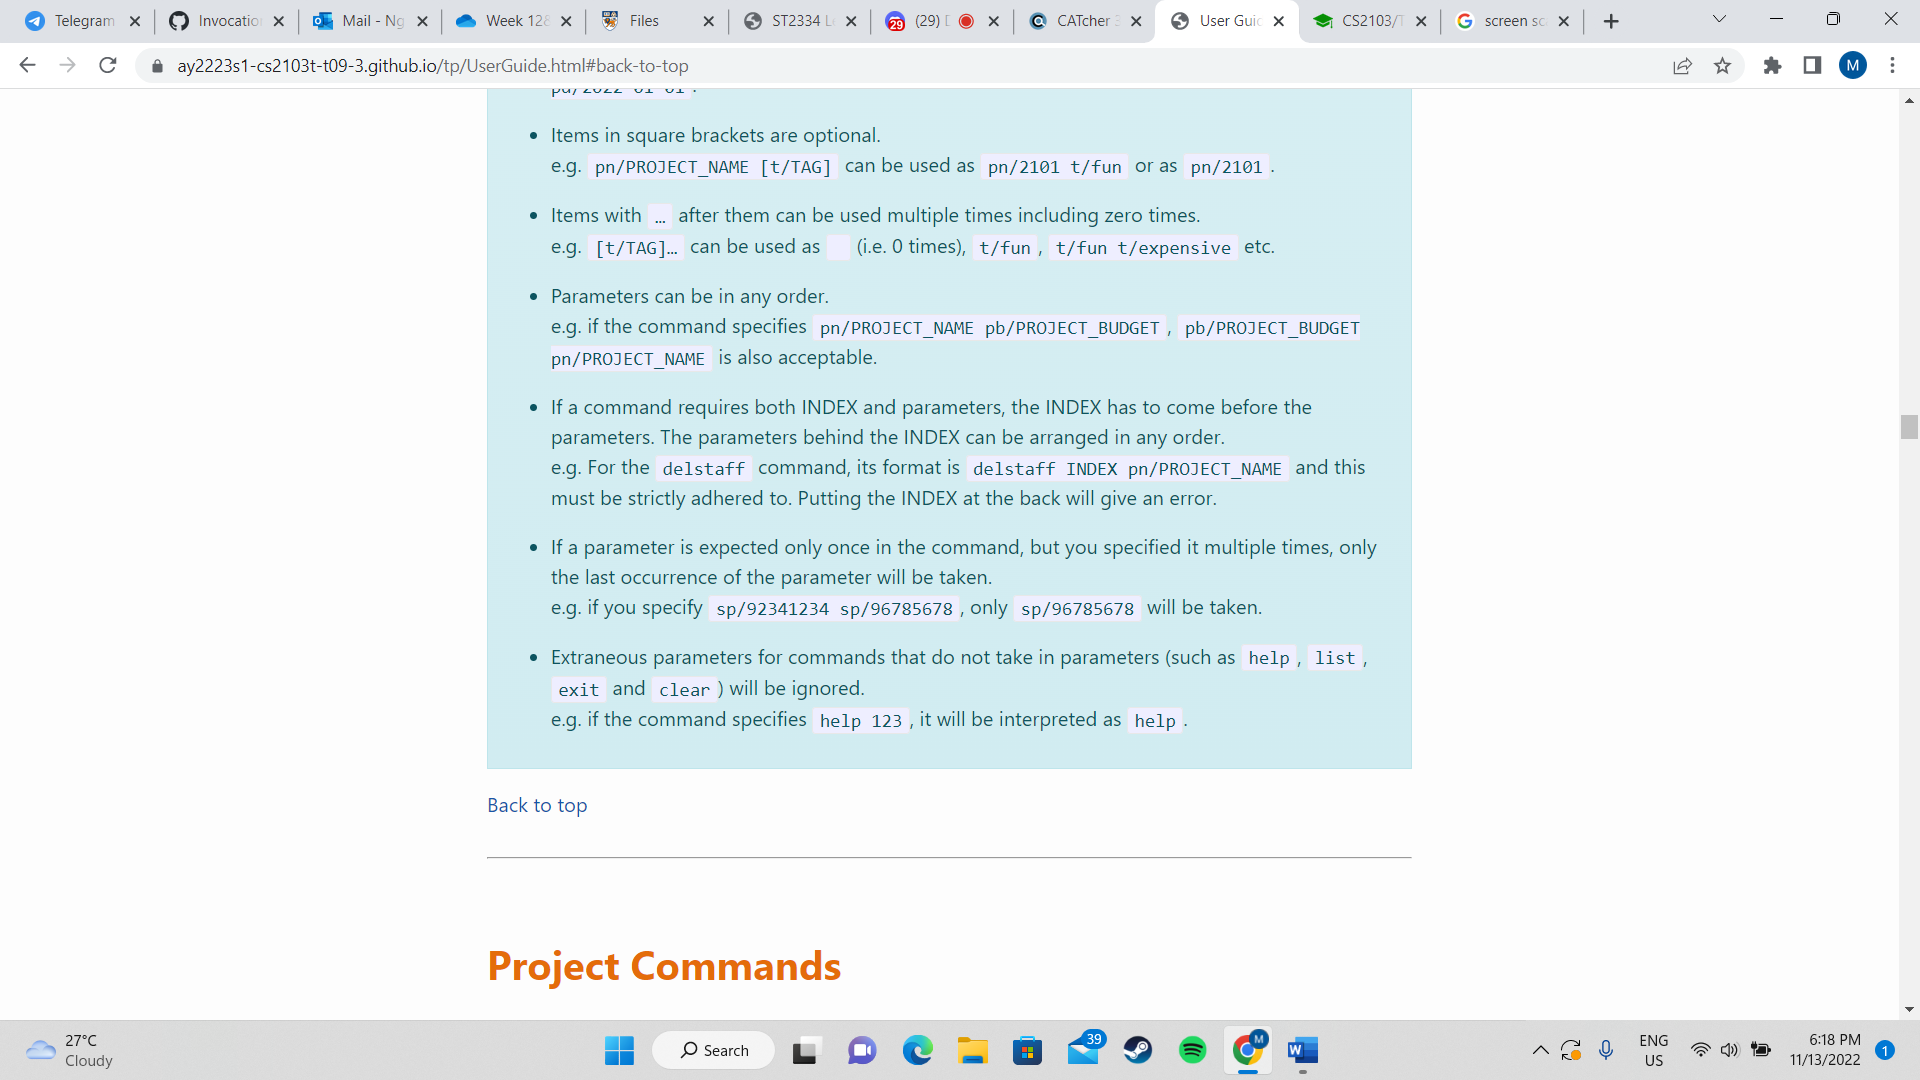 Telegram
Invocation
Mail - Ng
Week 128
Files
ST2334 L
(29)
CATcher
User Guid
CS2103/T
screen sc
ay2223s1-cs2103t-t09-3.github.io/tp/UserGuide.html#back-to-top
M
pd/2022-01-01.
• Items in square brackets are optional.
e.g. pn/PROJECT_NAME [t/TAG] can be used as pn/2101 t/fun or as pn/2101.
• Items with … after them can be used multiple times including zero times.
e.g. [t/TAG]… can be used as (i.e. 0 times), t/fun, t/fun t/expensive etc.
• Parameters can be in any order.
e.g. if the command specifies pn/PROJECT_NAME pb/PROJECT_BUDGET, pb/PROJECT_BUDGET
pn/PROJECT_NAME is also acceptable.
• If a command requires both INDEX and parameters, the INDEX has to come before the
parameters. The parameters behind the INDEX can be arranged in any order.
e.g. For the delstaff command, its format is delstaff INDEX pn/PROJECT_NAME and this
must be strictly adhered to. Putting the INDEX at the back will give an error.
• If a parameter is expected only once in the command, but you specified it multiple times, only
the last occurrence of the parameter will be taken.
e.g. if you specify sp/92341234 sp/96785678, only sp/96785678 will be taken.
• Extraneous parameters for commands that do not take in parameters (such as help, list,
exit and clear) will be ignored.
e.g. if the command specifies help 123, it will be interpreted as help.
Back to top
Project Commands
27°C
Cloudy
Search
39
M
ENG
US
6:18 PM
11/13/2022
1